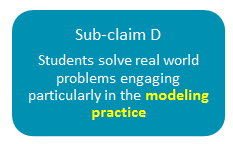 Sub-claim D
Students solve real world
problems engaging
particularly in the modeling
practice